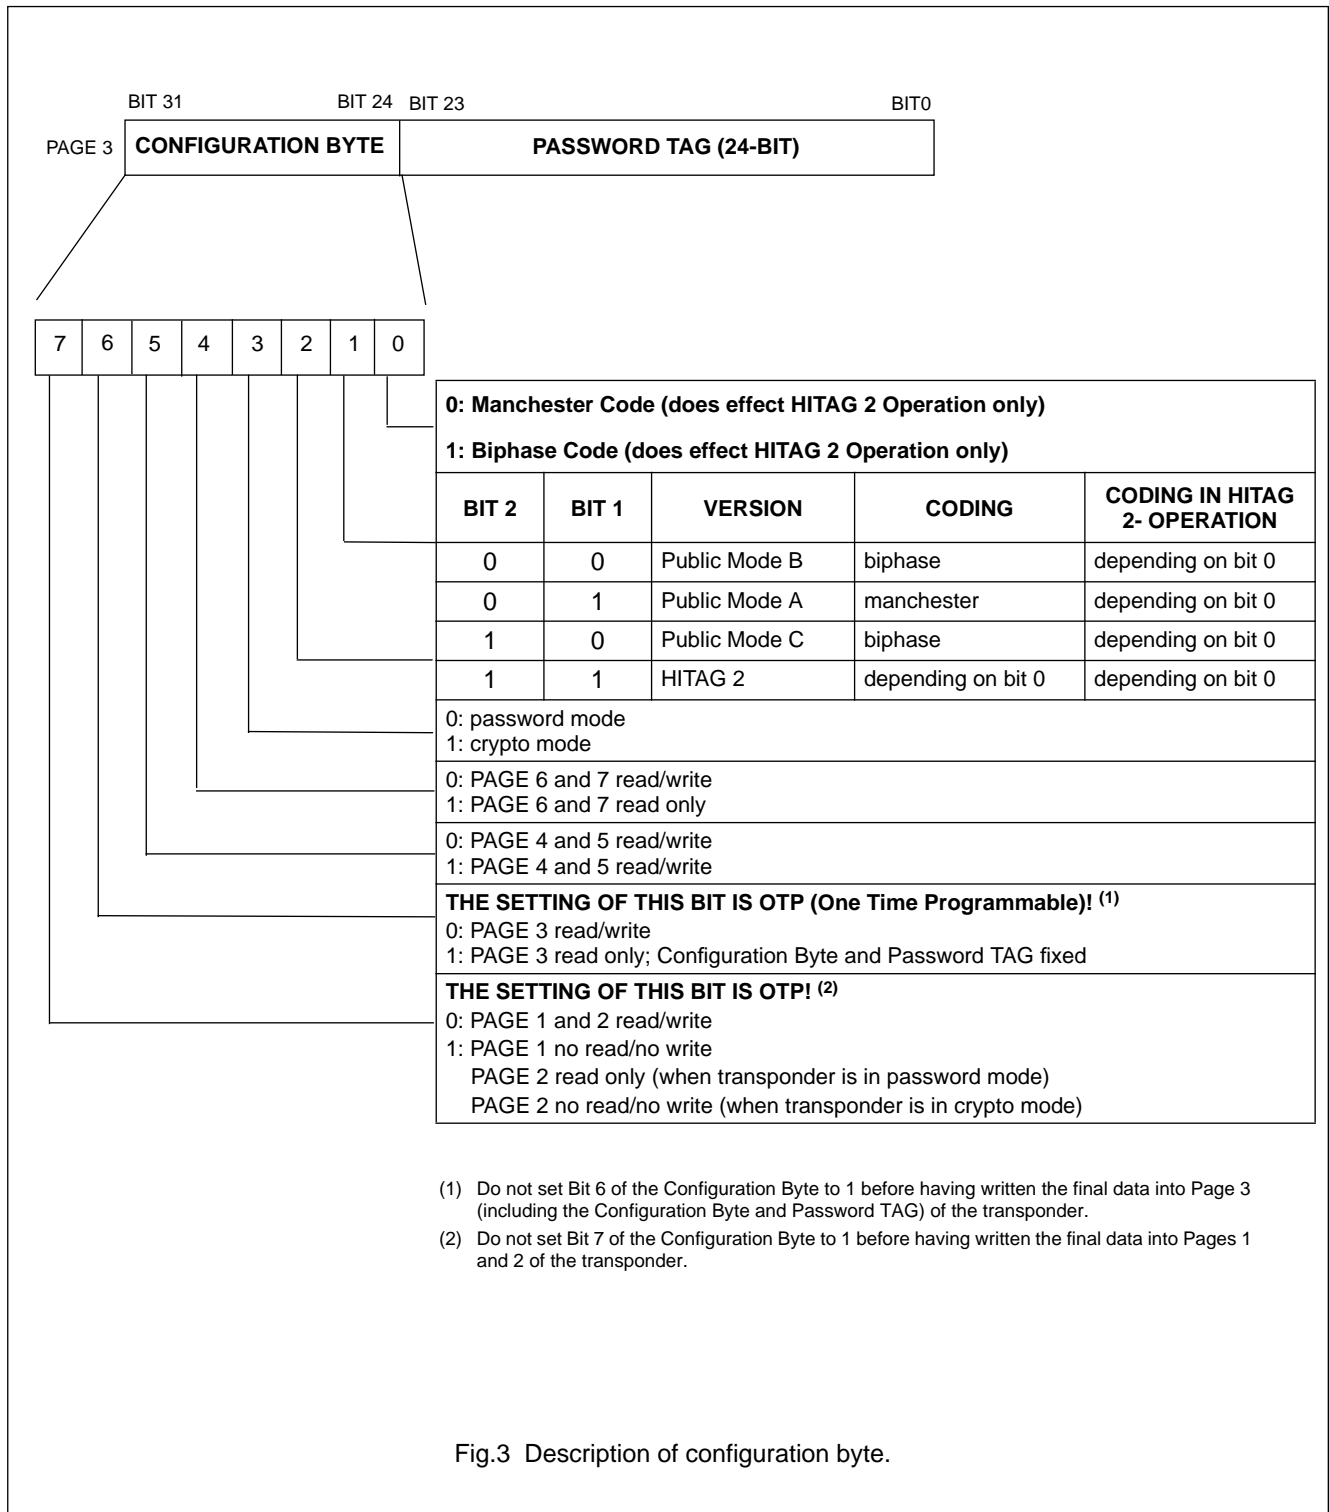 BIT 31 BIT 24 BIT 23 BIT0
PAGE 3 CONFIGURATION BYTE PASSWORD TAG (24-BIT)
7 6 5 4 3 2 1 0
0: Manchester Code (does effect HITAG 2 Operation only)
1: Biphase Code (does effect HITAG 2 Operation only)
BIT 2 BIT 1 VERSION CODING CODING IN HITAG
2- OPERATION
0 0 Public Mode B biphase depending on bit 0
0 1 Public Mode A manchester depending on bit 0
1 0 Public Mode C biphase depending on bit 0
1 1 HITAG 2 depending on bit 0 depending on bit 0
0: password mode
1: crypto mode
0: PAGE 6 and 7 read/write
1: PAGE 6 and 7 read only
0: PAGE 4 and 5 read/write
1: PAGE 4 and 5 read/write
THE SETTING OF THIS BIT IS OTP (One Time Programmable)! (1)
0: PAGE 3 read/write
1: PAGE 3 read only; Configuration Byte and Password TAG fixed
THE SETTING OF THIS BIT IS OTP! (2)
0: PAGE 1 and 2 read/write
1: PAGE 1 no read/no write
PAGE 2 read only (when transponder is in password mode)
PAGE 2 no read/no write (when transponder is in crypto mode)
(1) Do not set Bit 6 of the Configuration Byte to 1 before having written the final data into Page 3
(including the Configuration Byte and Password TAG) of the transponder.
(2) Do not set Bit 7 of the Configuration Byte to 1 before having written the final data into Pages 1
and 2 of the transponder.
Fig.3 Description of configuration byte.